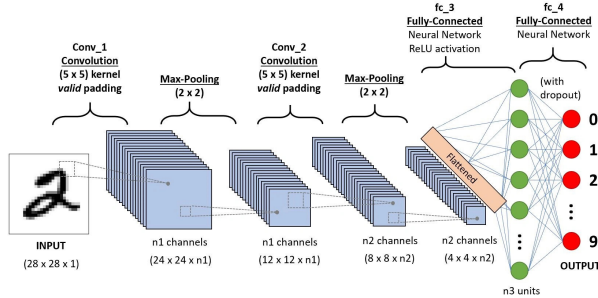 Conv_1
Convolution
(5 x 5) kernel
valid padding
Max-Pooling
(2 x 2)
Conv_2
Convolution
(5 x 5) kernel
valid padding
Max-Pooling
(2 x 2)
fc_3
Fully-Connected
Neural Network
ReLU activation
fc_4
Fully-Connected
Neural Network
(with
dropout)
Flattened
0
1
2
9
OUTPUT
2
INPUT
(28 x 28 x 1)
n1 channels
(24 x 24 x n1)
n1 channels
(12 x 12 x n1)
n2 channels
(8 x 8 x n2)
n2 channels
(4 x 4 x n2)
n3 units